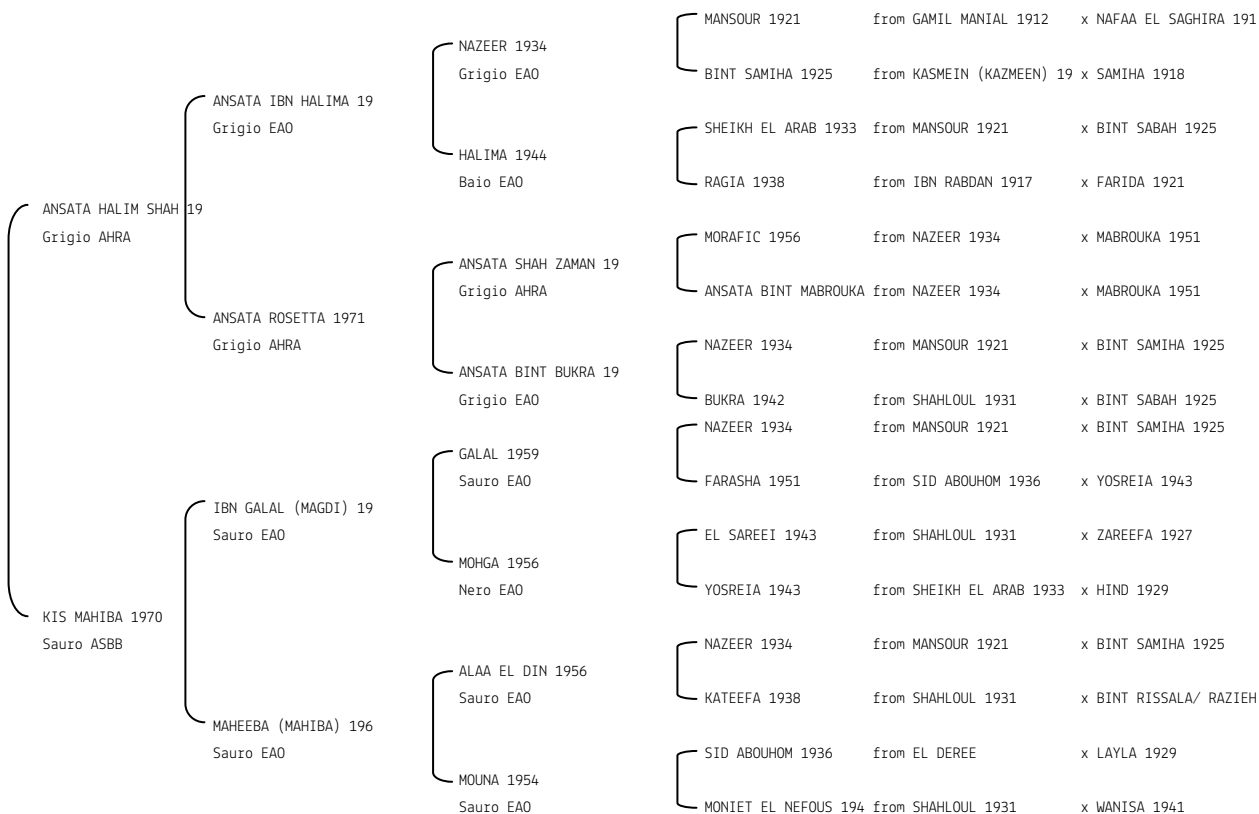 MANSOUR 1921 from GAMIL MANIAL 1912 x NAFAA EL SAGHIRA 191
NAZEER 1934
Grigio EAO BINT SAMIHA 1925 from KASMEIN (KAZMEEN) 19 x SAMIHA 1918
ANSATA IBN HALIMA 19
Grigio EAO SHEIKH EL ARAB 1933 from MANSOUR 1921 x BINT SABAH 1925
HALIMA 1944
Baio EAO RAGIA 1938 from IBN RABDAN 1917 x FARIDA 1921
ANSATA HALIM SHAH 19
Grigio AHRA MORAFIC 1956 from NAZEER 1934 x MABROUKA 1951
ANSATA SHAH ZAMAN 19
Grigio AHRA ANSATA BINT MABROUKA from NAZEER 1934 x MABROUKA 1951
ANSATA ROSETTA 1971
Grigio AHRA NAZEER 1934 from MANSOUR 1921 x BINT SAMIHA 1925
ANSATA BINT BUKRA 19
Grigio EAO BUKRA 1942 from SHAHLOUL 1931 x BINT SABAH 1925
NAZEER 1934 from MANSOUR 1921 x BINT SAMIHA 1925
GALAL 1959
Sauro EAO FARASHA 1951 from SID ABOUHOM 1936 x YOSREIA 1943
IBN GALAL (MAGDI) 19
Sauro EAO EL SAREEI 1943 from SHAHLOUL 1931 x ZAREEFA 1927
MOHGA 1956
Nero EAO YOSREIA 1943 from SHEIKH EL ARAB 1933 x HIND 1929
KIS MAHIBA 1970
Sauro ASBB NAZEER 1934 from MANSOUR 1921 x BINT SAMIHA 1925
ALAA EL DIN 1956
Sauro EAO KATEEFA 1938 from SHAHLOUL 1931 x BINT RISSALA/ RAZIEH
MAHEEBA (MAHIBA) 196
Sauro EAO SID ABOUHOM 1936 from EL DEREE x LAYLA 1929
MOUNA 1954
Sauro EAO MONIET EL NEFOUS 194 from SHAHLOUL 1931 x WANISA 1941